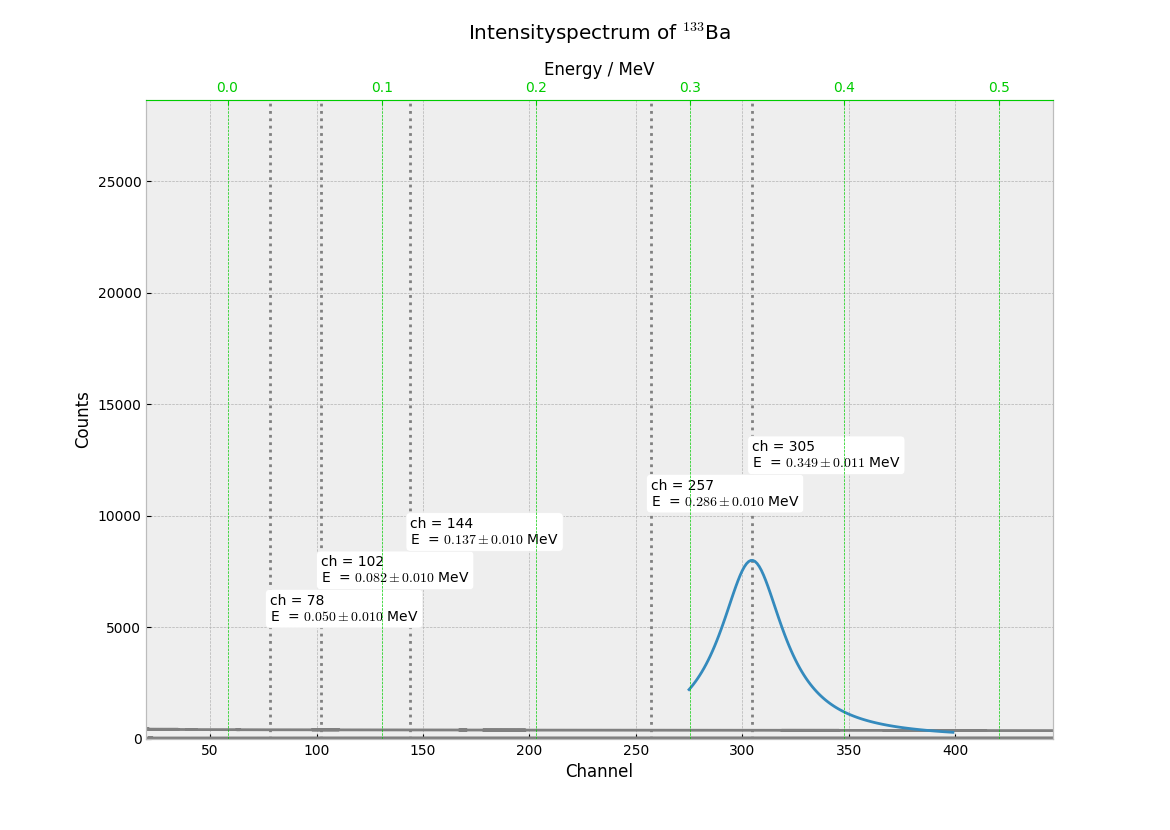 Intensityspectrum of ¹³³Ba
Energy / MeV
0.0 0.1 0.2 0.3 0.4 0.5
25000
20000
15000
10000
5000
0
Counts
ch = 305
E = 0.349 ± 0.011 MeV
ch = 257
E = 0.286 ± 0.010 MeV
ch = 144
E = 0.137 ± 0.010 MeV
ch = 102
E = 0.082 ± 0.010 MeV
ch = 78
E = 0.050 ± 0.010 MeV
50 100 150 200 250 300 350 400
Channel